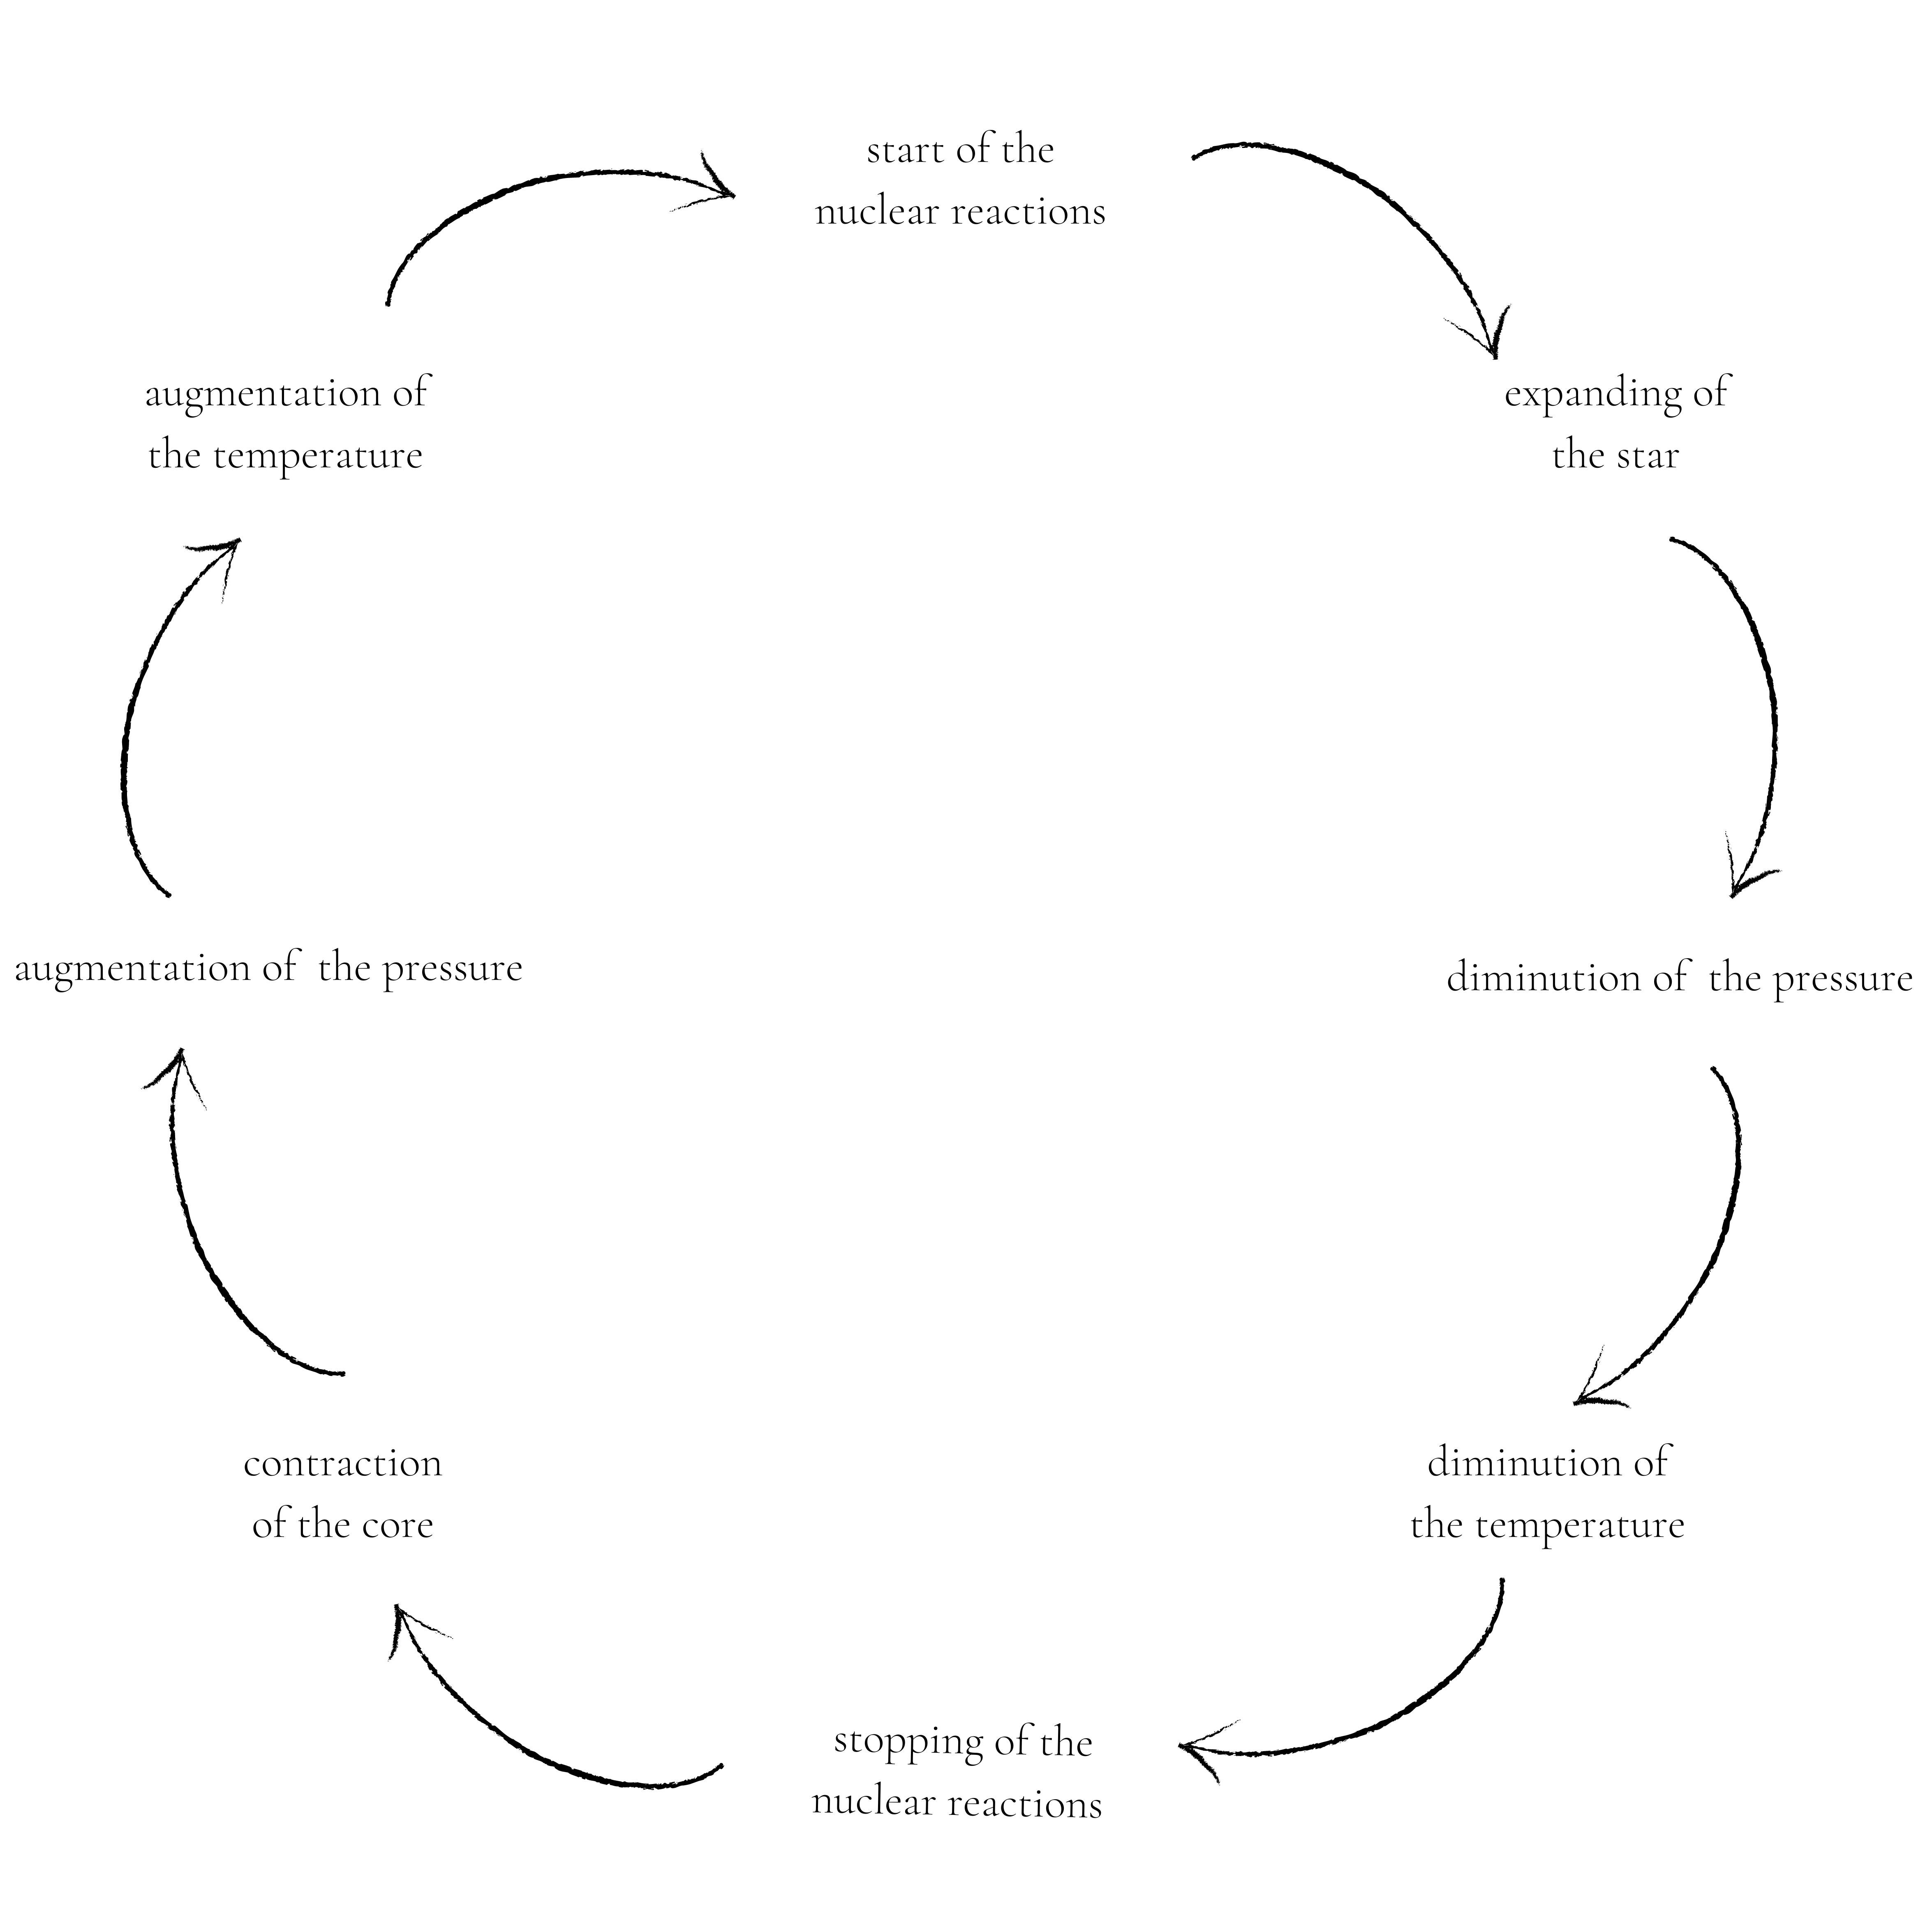 start of the
nuclear reactions
augmentation of
the temperature
expanding of
the star
augmentation of  the pressure
diminution of  the pressure
contraction
of the core
diminution of
the temperature
stopping of the
nuclear reactions